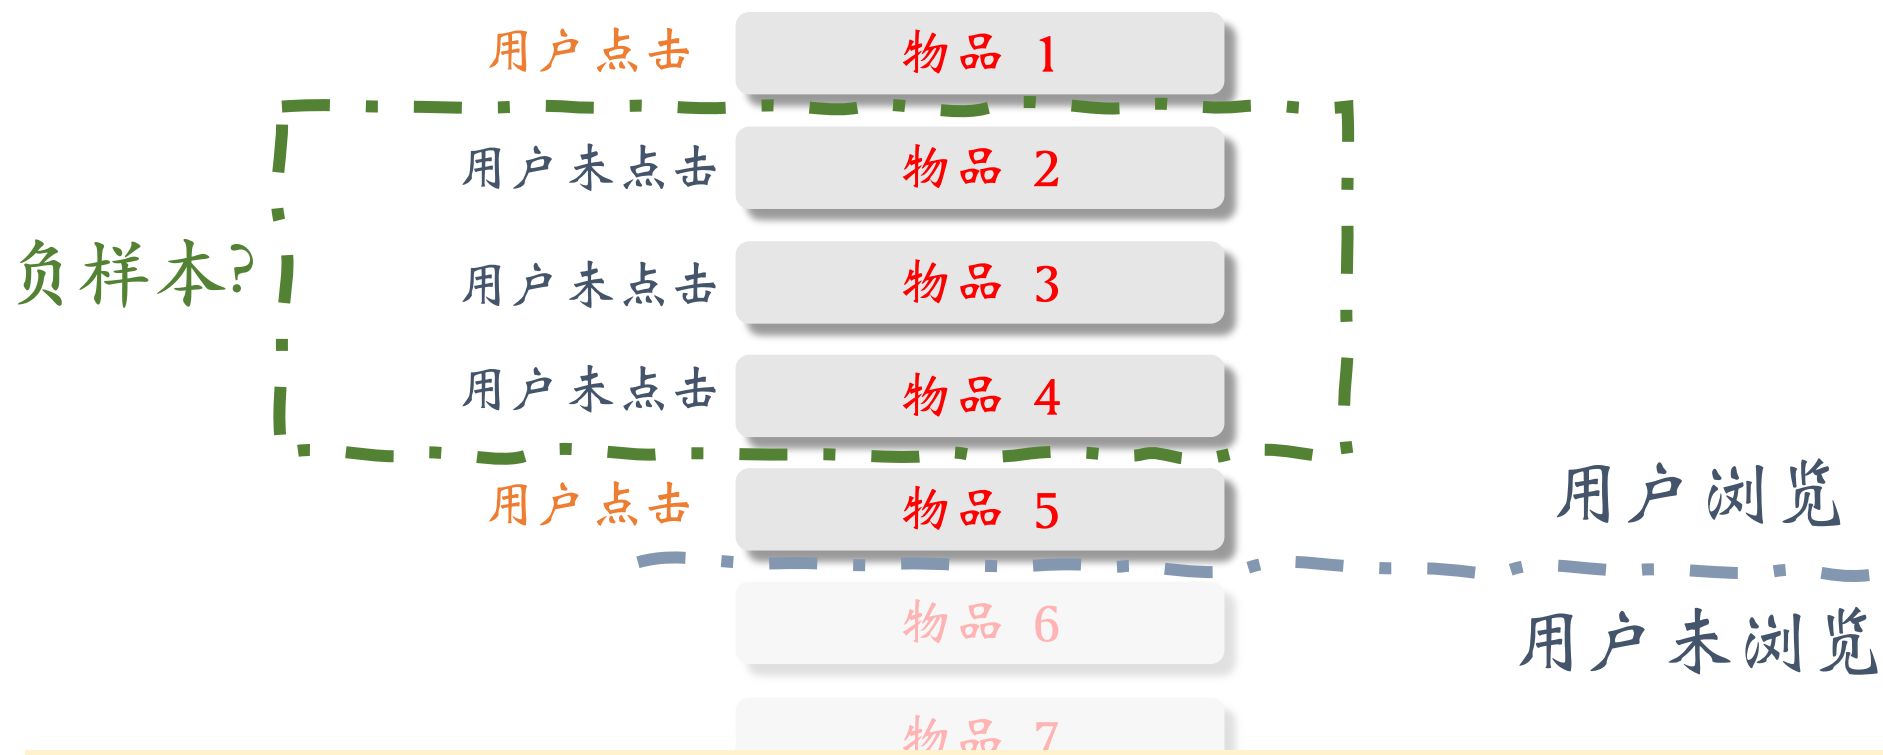 用户点击 物品 1
用户未点击 物品 2
负样本?
用户未点击 物品 3
用户未点击 物品 4
用户点击 物品 5
用户浏览
物品 6
用户未浏览
物品 7